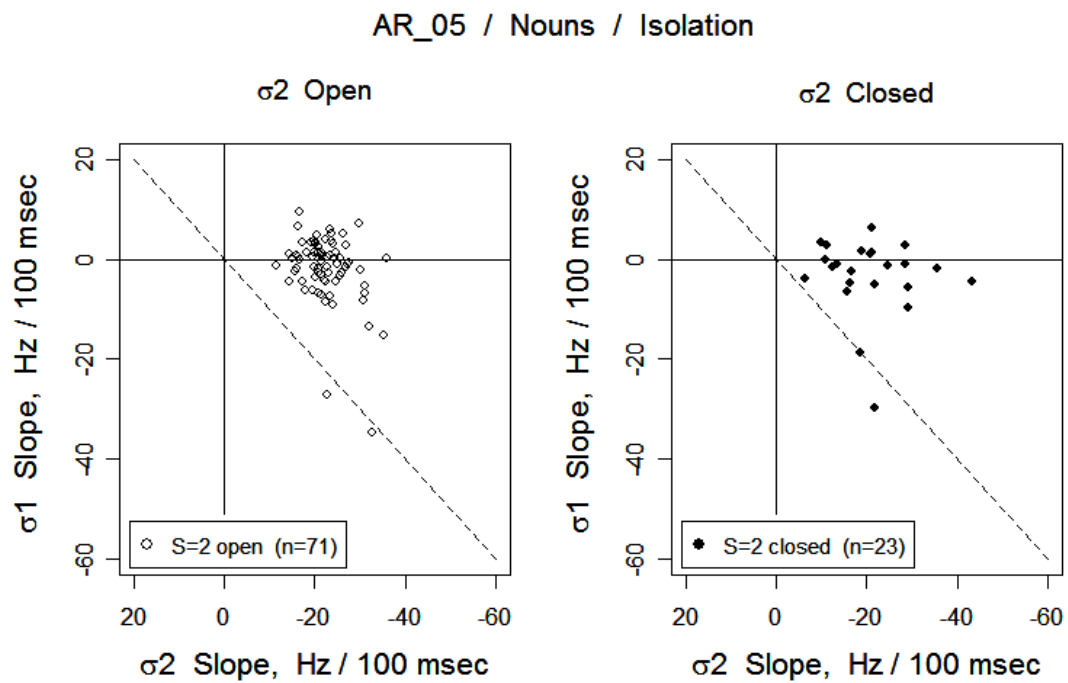 AR_05 / Nouns / Isolation
σ2 Open
σ1 Slope, Hz / 100 msec
20
0
-20
-40
-60
S=2 open (n=71)
20
0
-20
-40
-60
σ2 Slope, Hz / 100 msec
σ2 Closed
σ1 Slope, Hz / 100 msec
20
0
-20
-40
-60
S=2 closed (n=23)
20
0
-20
-40
-60
σ2 Slope, Hz / 100 msec